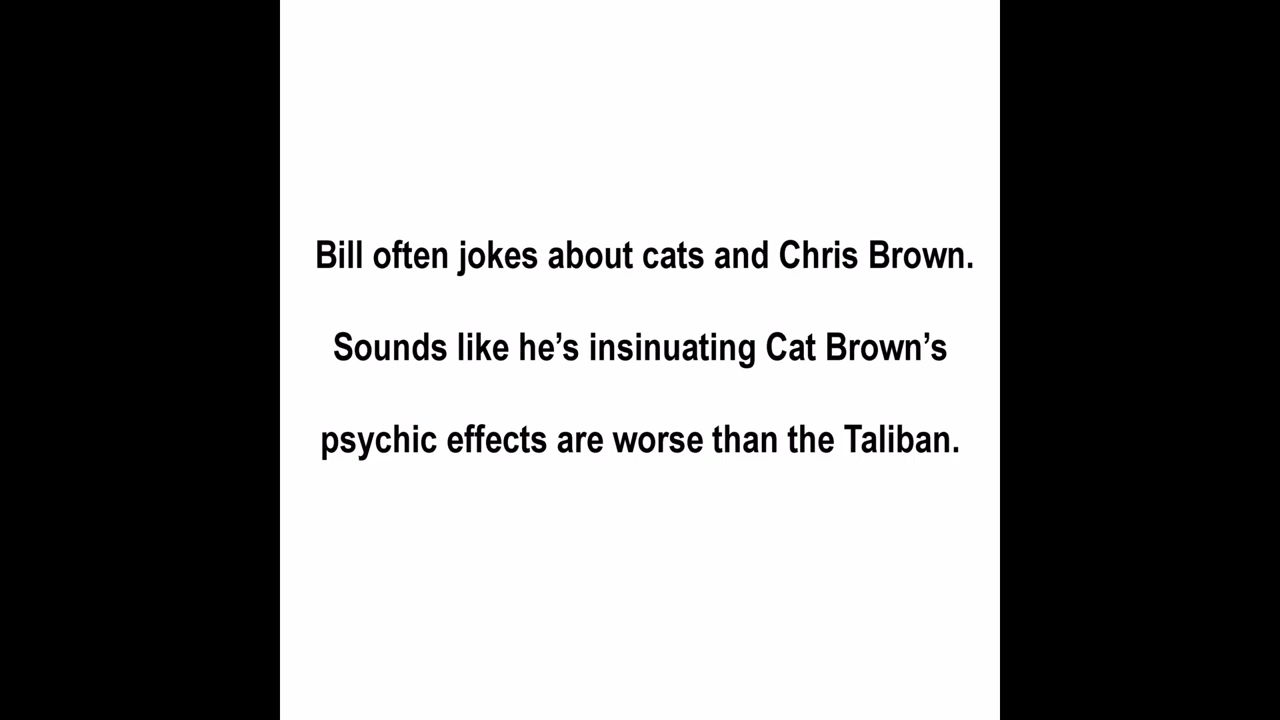 Bill often jokes about cats and Chris Brown.
Sounds like he’s insinuating Cat Brown’s
psychic effects are worse than the Taliban.